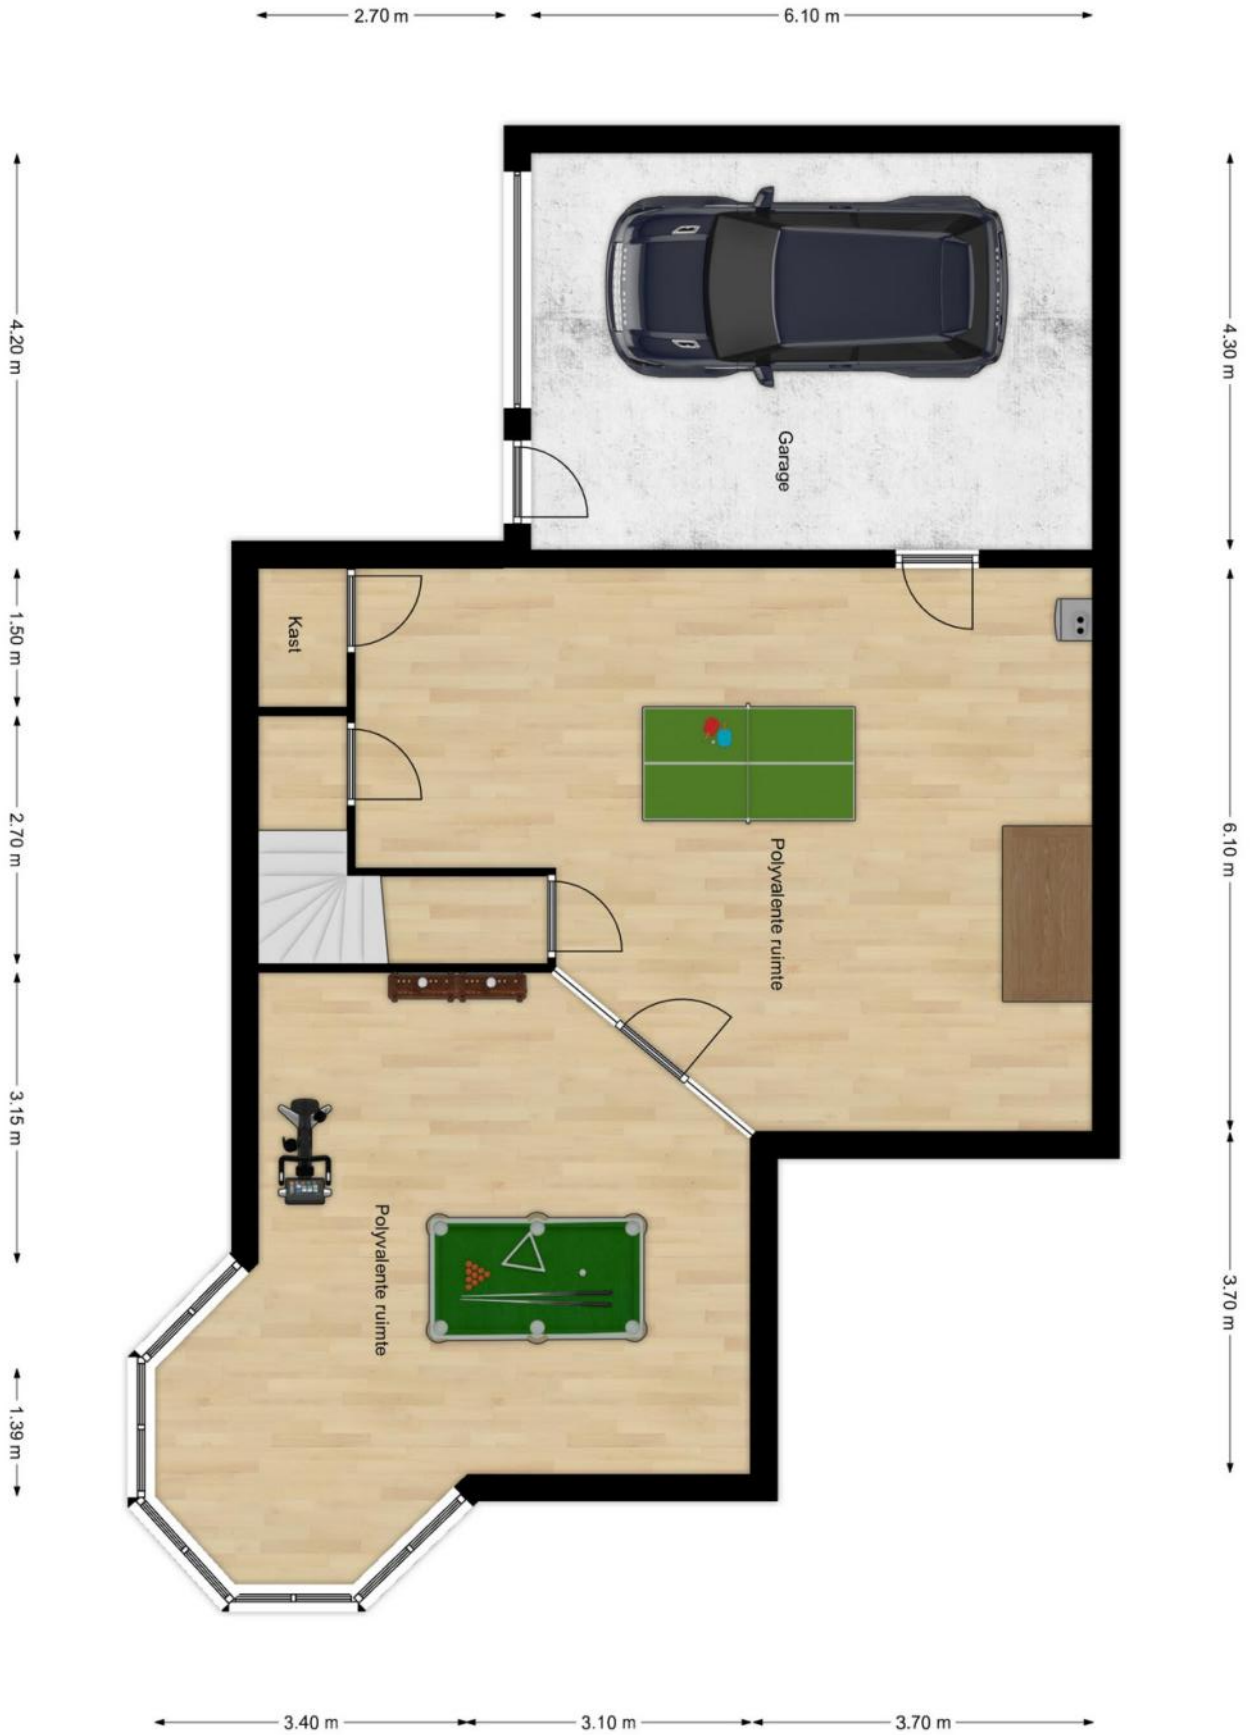 2.70 m
6.10 m
4.20 m
4.30 m
Garage
1.50 m
Kast
2.70 m
6.10 m
Polyvalente ruimte
3.15 m
Polyvalente ruimte
3.70 m
1.39 m
3.40 m
3.10 m
3.70 m